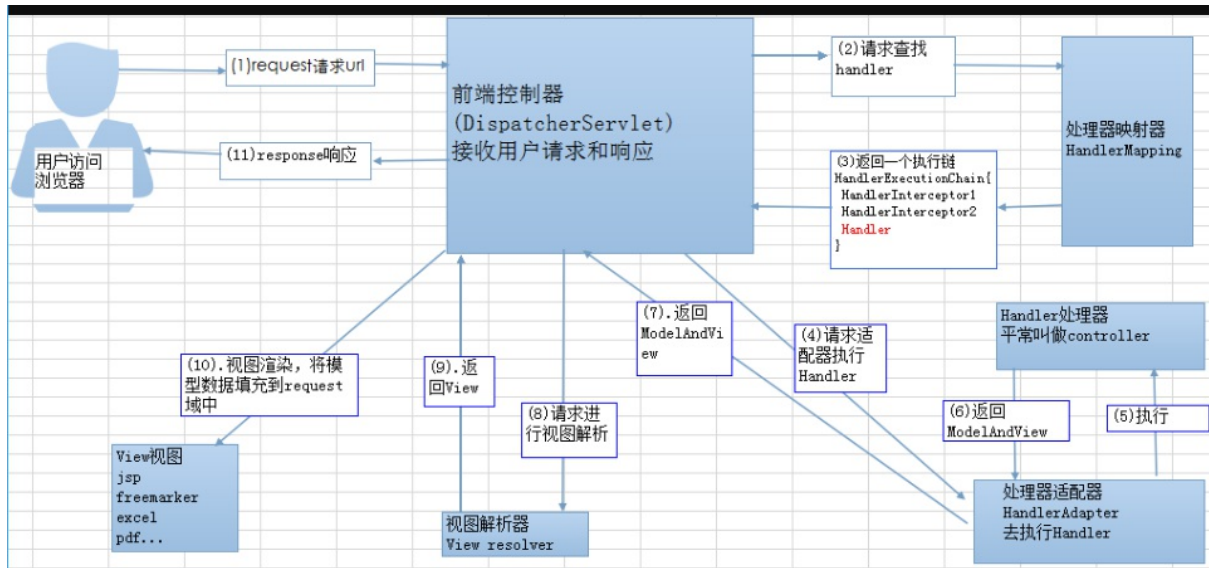 (1)request请求url
前端控制器
(DispatcherServlet)
接收用户请求和响应
(2)请求查找
handler
处理器映射器
HandlerMapping
用户访问
浏览器
(11)response响应
(3)返回一个执行链
HandlerExecutionChain{
HandlerInterceptor1
HandlerInterceptor2
Handler
}
(7).返回
ModelAndVi
ew
(4)请求适
配器执行
Handler
Handler处理器
平常叫做controller
(10).视图渲染，将模
型数据填充到request
域中
(9).返
回View
(8)请求进
行视图解析
(6)返回
ModelAndView
(5)执行
View视图
jsp
freemarker
excel
pdf...
视图解析器
View resolver
处理器适配器
HandlerAdapter
去执行Handler